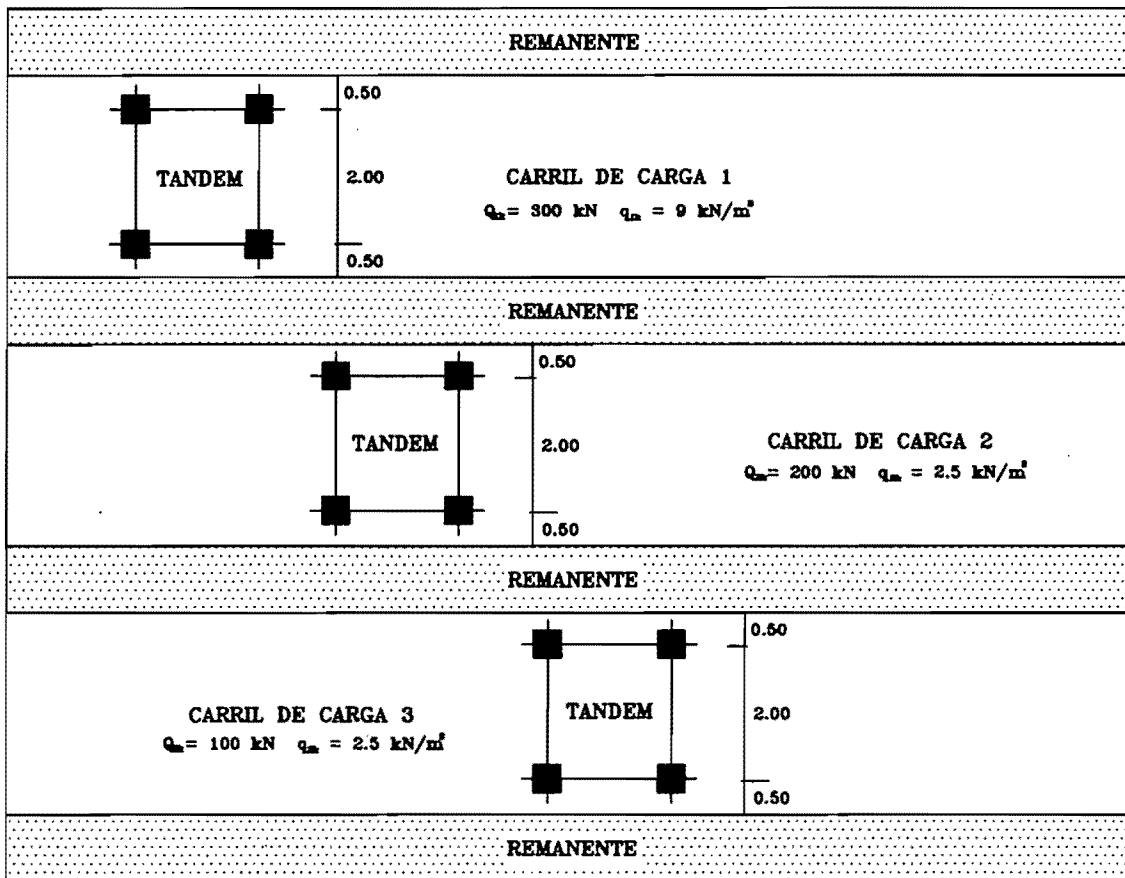 REMANENTE
0.50
TANDEM
2.00
CARRIL DE CARGA 1
= 300 kN = 9 kN/m²
0.50
REMANENTE
0.50
TANDEM
2.00
CARRIL DE CARGA 2
= 200 kN = 2.5 kN/m²
0.50
REMANENTE
0.50
CARRIL DE CARGA 3
TANDEM
2.00
= 100 kN = 2.5 kN/m²
0.50
REMANENTE